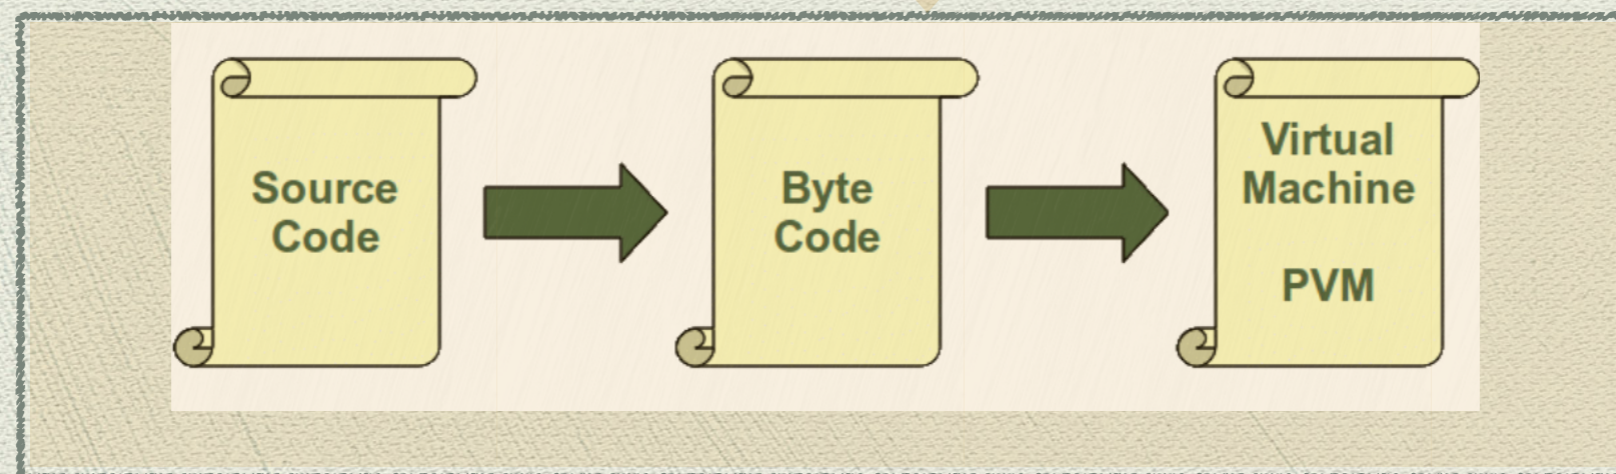 Source
Code
Byte
Code
Virtual
Machine
PVM